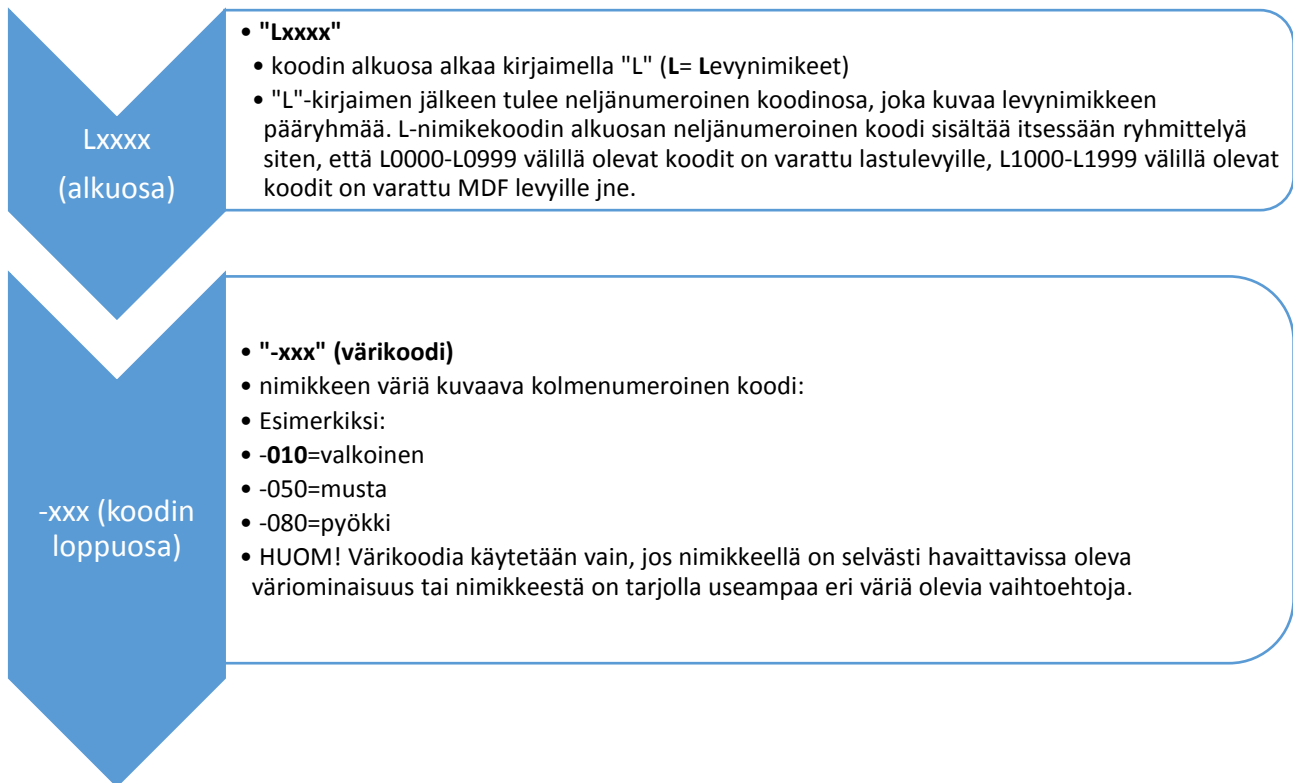 Lxxxx
(alkuosa)
• "Lxxxx"
• koodin alkuosa alkaa kirjaimella "L" (L= Levynimikeet)
• "L"-kirjaimen jälkeen tulee neljänumeroinen koodinosa, joka kuvaa levynimikkeen
pääryhmää. L-nimikekoodin alkuosan neljänumeroinen koodi sisältää itsessään ryhmittelyä
siten, että L0000-L0999 välillä olevat koodit on varattu lastulevyille, L1000-L1999 välillä olevat
koodit on varattu MDF levyille jne.
-xxx (koodin
loppuosa)
• "-xxx" (värikoodi)
• nimikkeen väriä kuvaava kolmenumeroinen koodi:
• Esimerkiksi:
• -010=valkoinen
• -050=musta
• -080=pyökki
• HUOM! Värikoodia käytetään vain, jos nimikkeellä on selvästi havaittavissa oleva
väriominaisuus tai nimikkeestä on tarjolla useampaa eri väriä olevia vaihtoehtoja.